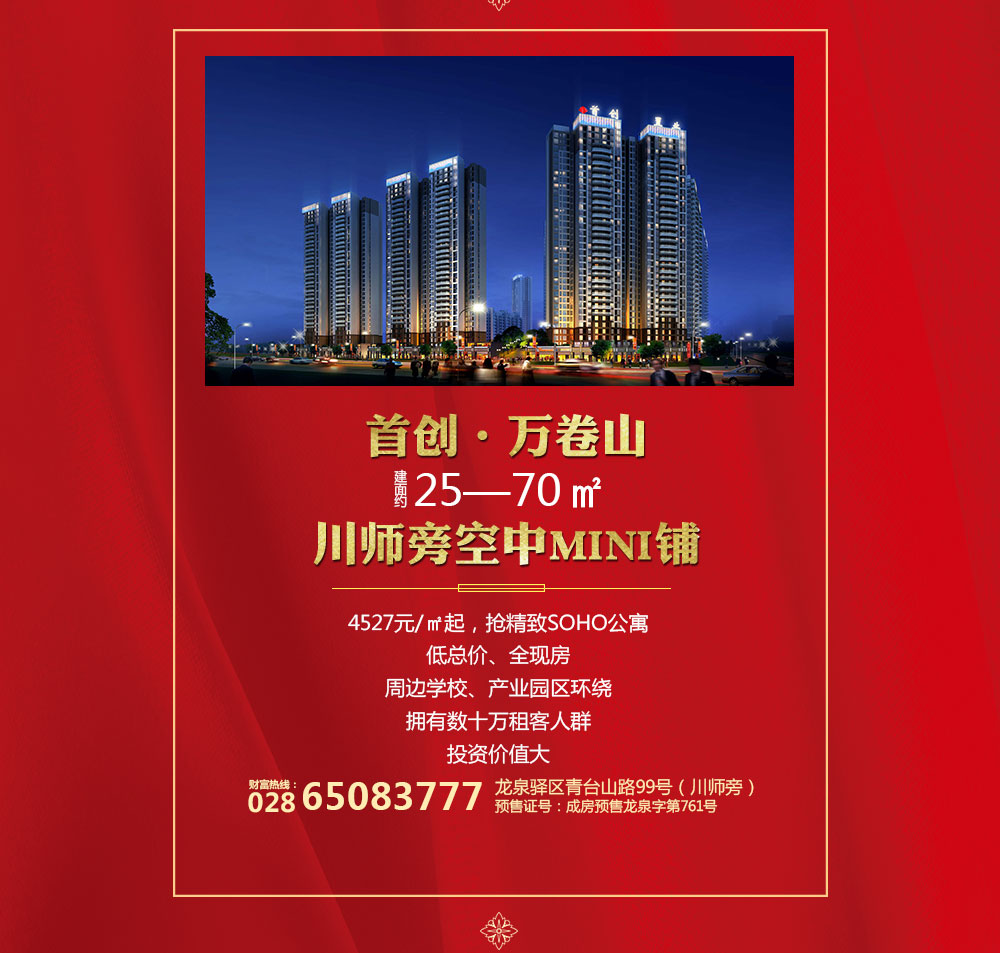 首创
首创·万卷山
建面约 25—70㎡
川师旁空中MINI铺
4527元/㎡起，抢精致SOHO公寓
低总价、全现房
周边学校、产业园区环绕
拥有数十万租客人群
投资价值大
财富热线：
028 65083777
龙泉驿区青台山路99号（川师旁）
预售证号：成房预售龙泉字第761号